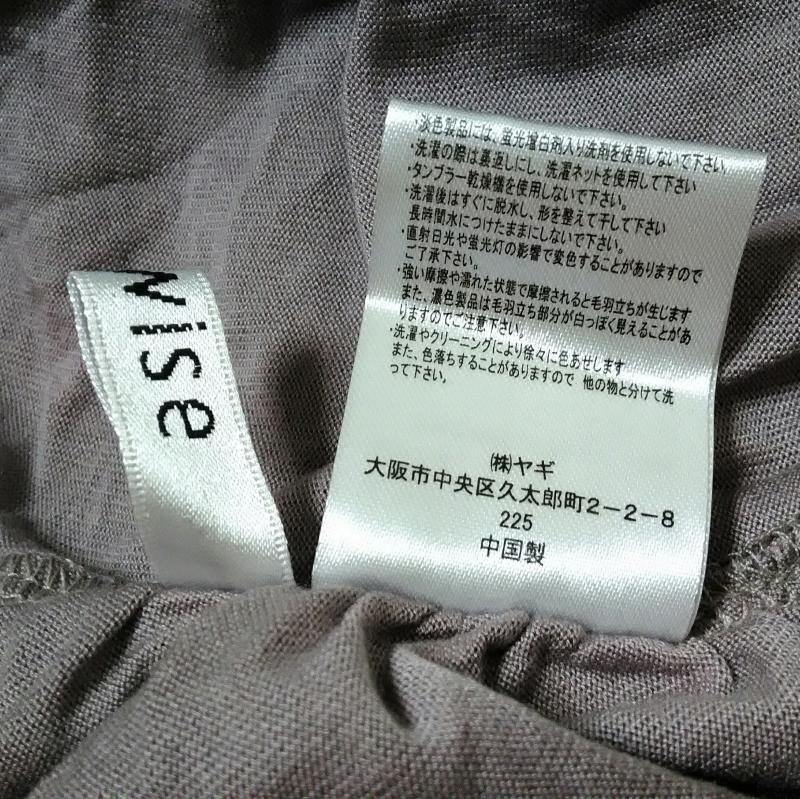 wise
・淡色製品には、蛍光増白剤入り洗剤を使用しないで下さい
・洗濯の際は裏返しにし、洗濯ネットを使用して下さい
・タンブラー乾燥機を使用しないで下さい。
・洗濯後はすぐに脱水し、形を整えて干して下さい
長時間水につけたままにしないで下さい。
・直射日光や蛍光灯の影響で変色することがありますので
ご了承下さい。
・強い摩擦や濡れた状態で摩擦されると毛羽立ちが生じます
また、濃色製品は毛羽立ち部分が白っぽく見えることがあ
りますのでご注意下さい。
・洗濯やクリーニングにより徐々に色あせします
また、色落ちすることがありますので 他の物と分けて洗
って下さい。
㈱ヤギ
大阪市中央区久太郎町2-2-8
225
中国製